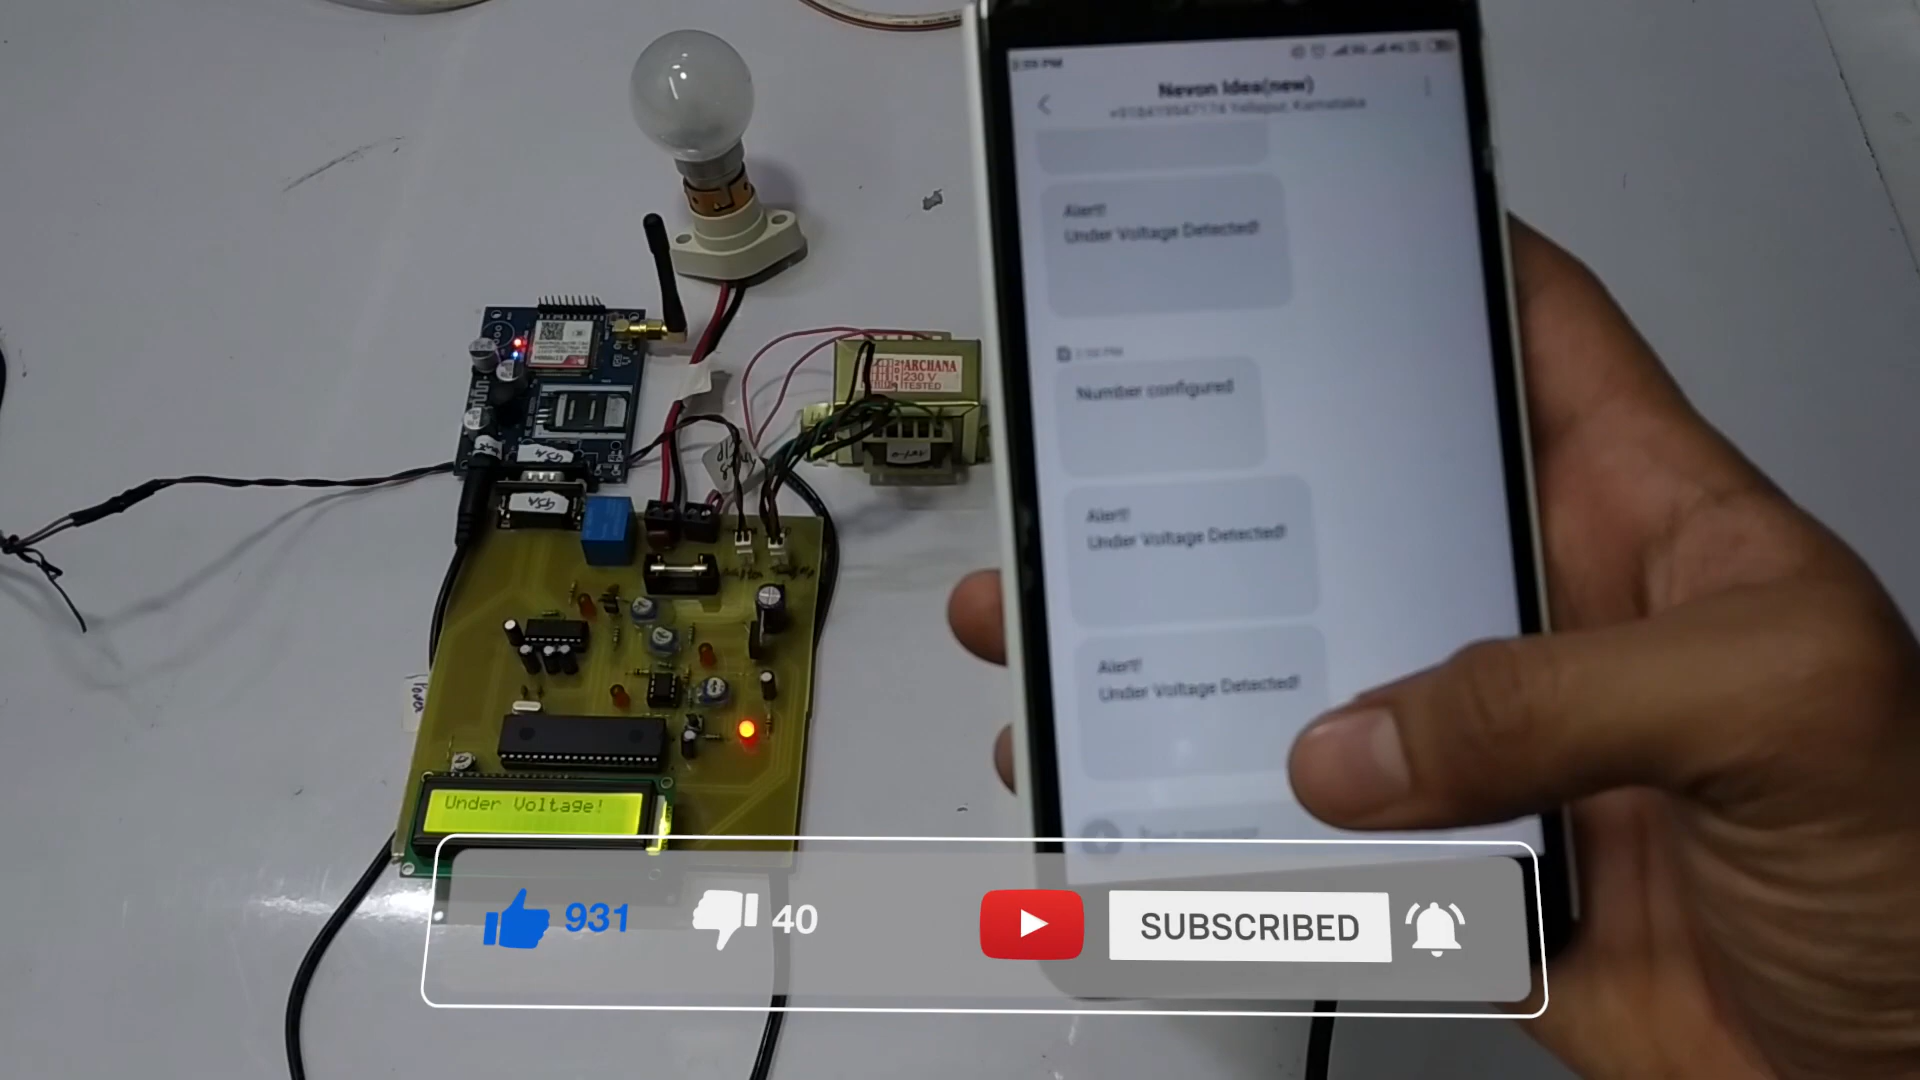 Nevon Idea(new)
Alert!
Under Voltage Detected!
Number configured
Alert!
Under Voltage Detected!
Alert!
Under Voltage Detected!
ARCHANA
230 V
TESTED
Under Voltage!
931
40
SUBSCRIBED